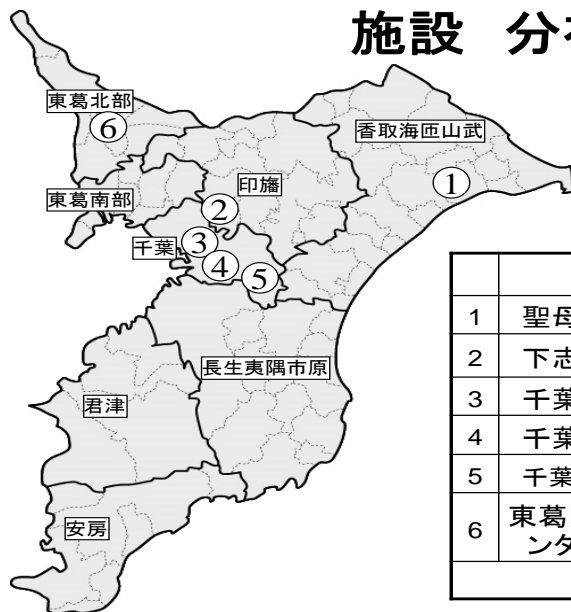 施設 分
東葛北部
6
香取海匝山武
1
東葛南部
印旛
2
千葉
3
4
5
長生夷隅市原
君津
安房
1 聖母
2 下志
3 千葉
4 千葉
5 千葉
6 東葛
ンタ